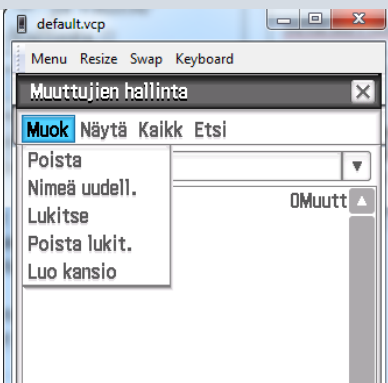 default.vcp
Menu Resize Swap Keyboard
Muuttujien hallinta
Muok Näytä Kaikk Etsi
Poista
Nimeä uudell.
0Muutt
Lukitse
Poista lukit.
Luo kansio